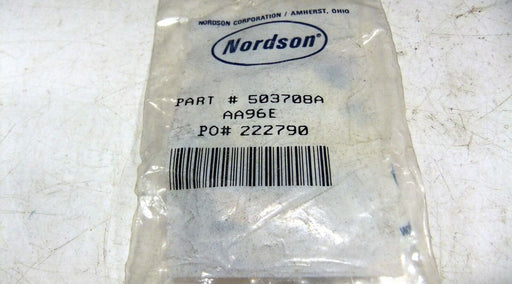 NORDSON CORPORATION / AMHERST, OHIO
Nordson®
PART # 503708A
AA96E
PO# 222790